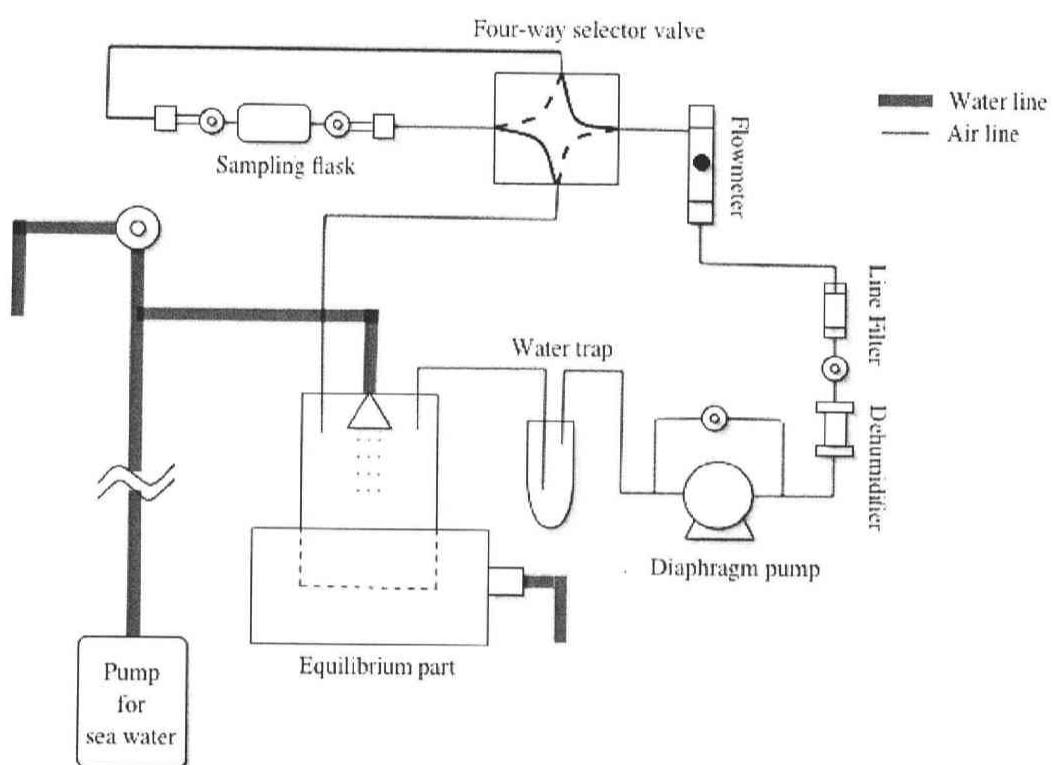 Four-way selector valve
Water line
Air line
Sampling flask
Flowmeter
Line Filter
Water trap
Dehumidifier
Diaphragm pump
Equilibrium part
Pump
for
sea water